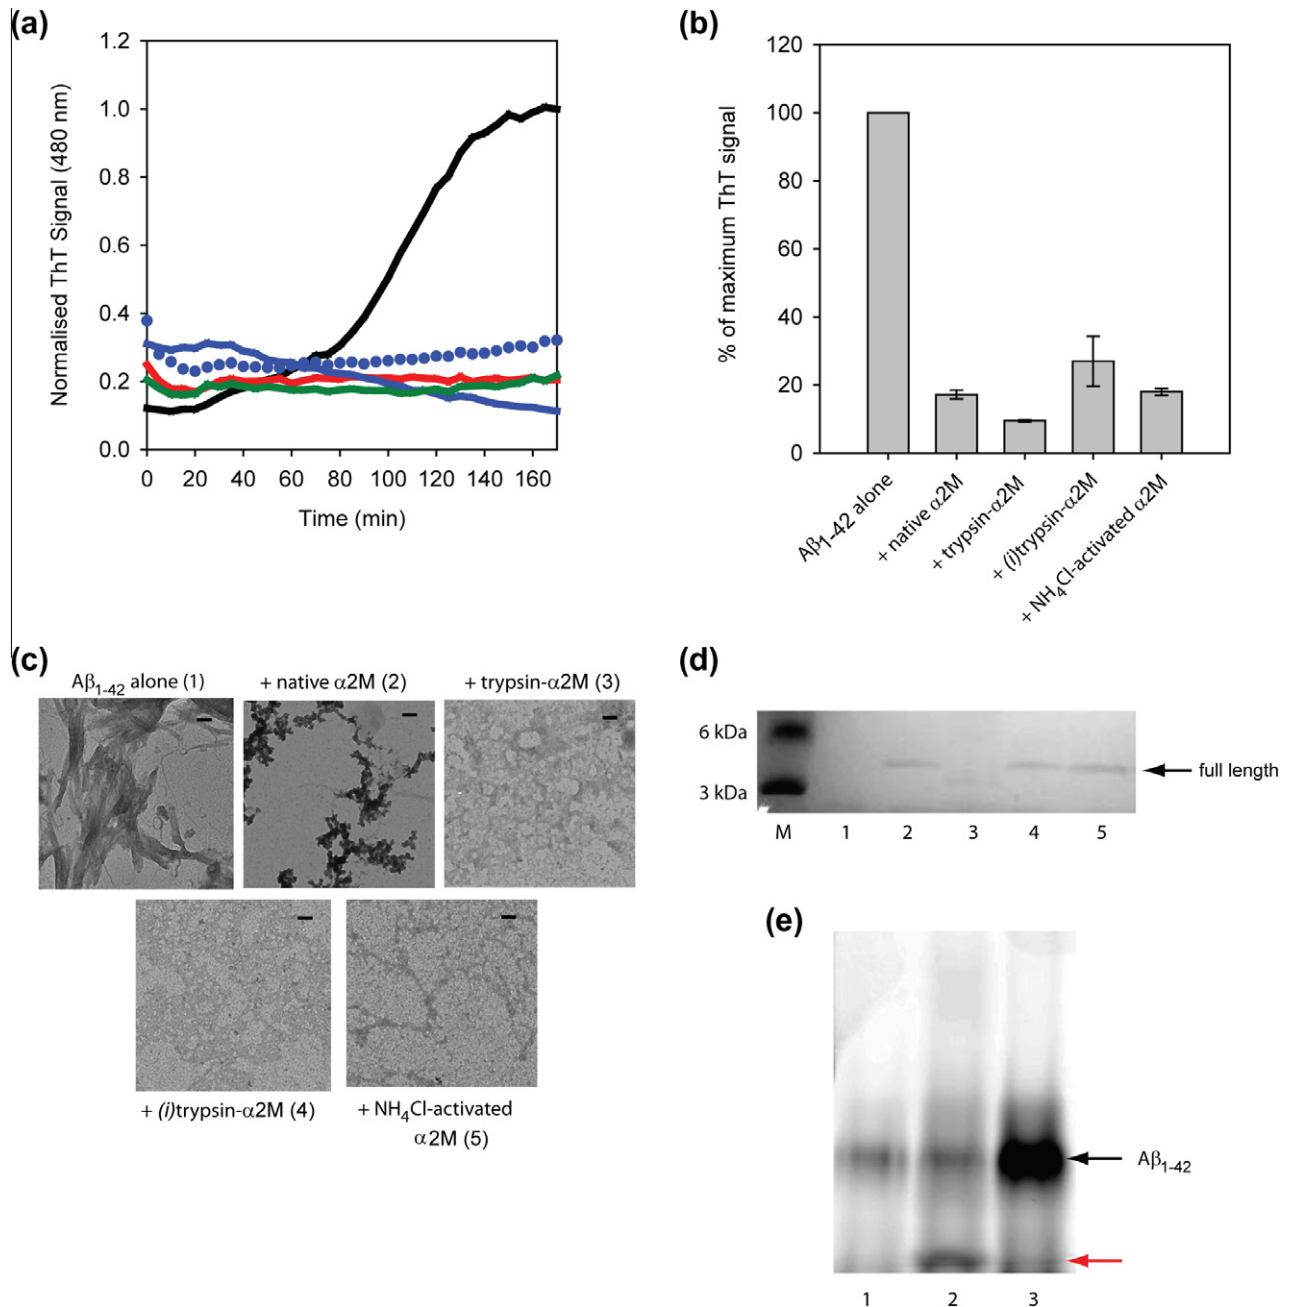 (a)
1.2
1.0
0.8
0.6
0.4
0.2
0.0
Normalised ThT Signal (480 nm)
0 20 40 60 80 100 120 140 160
Time (min)
(b)
120
100
80
60
40
20
0
% of maximum ThT signal
Aβ1-42 alone
+ native α2M
+ trypsin-α2M
+ (i)trypsin-α2M
+ NH4Cl-activated α2M
(c)
Aβ1-42 alone (1)
+ native α2M (2)
+ trypsin-α2M (3)
+ (i)trypsin-α2M (4)
+ NH4Cl-activated
α2M (5)
(d)
6 kDa
3 kDa
full length
M 1 2 3 4 5
(e)
Aβ1-42
1 2 3